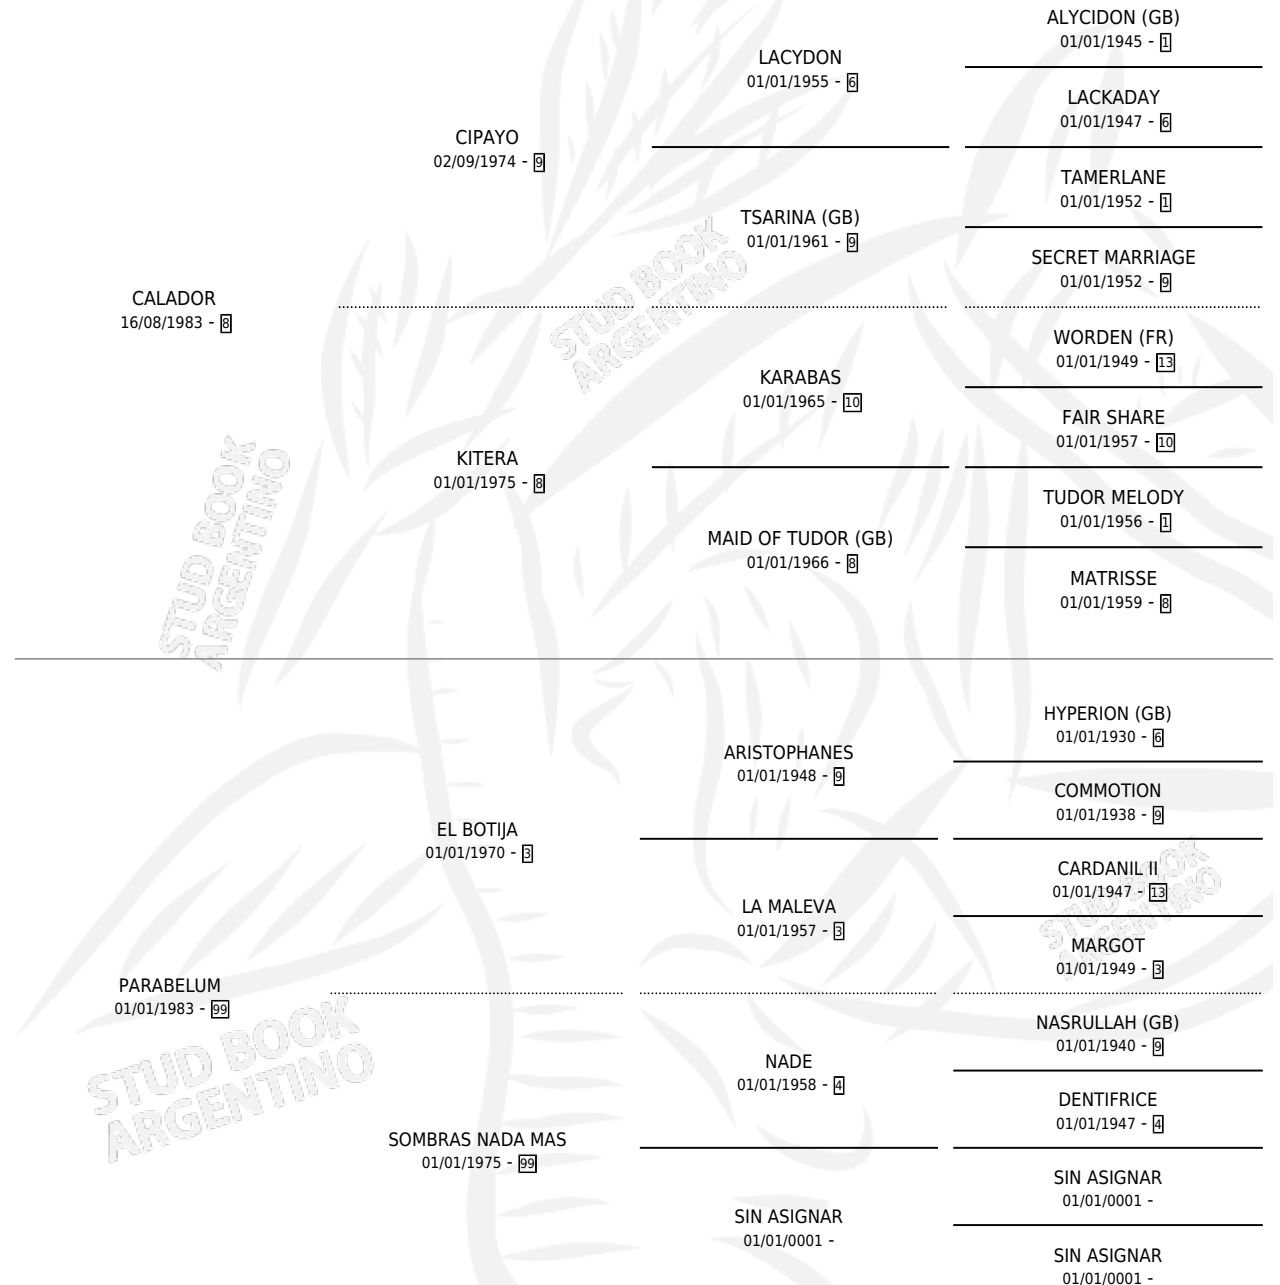 ALYCIDON (GB)
01/01/1945 - 1
LACYDON
01/01/1955 - 6
LACKADAY
01/01/1947 - 6
CIPAYO
02/09/1974 - 9
TAMERLANE
01/01/1952 - 1
TSARINA (GB)
01/01/1961 - 9
SECRET MARRIAGE
01/01/1952 - 9
CALADOR
16/08/1983 - 8
WORDEN (FR)
01/01/1949 - 13
KARABAS
01/01/1965 - 10
FAIR SHARE
01/01/1957 - 10
KITERA
01/01/1975 - 8
TUDOR MELODY
01/01/1956 - 1
MAID OF TUDOR (GB)
01/01/1966 - 8
MATRISSE
01/01/1959 - 8
HYPERION (GB)
01/01/1930 - 6
ARISTOPHANES
01/01/1948 - 9
COMMOTION
01/01/1938 - 9
EL BOTIJA
01/01/1970 - 3
CARDANIL II
01/01/1947 - 13
LA MALEVA
01/01/1957 - 3
MARGOT
01/01/1949 - 3
PARABELUM
01/01/1983 - 99
NASRULLAH (GB)
01/01/1940 - 9
NADE
01/01/1958 - 4
DENTIFRICE
01/01/1947 - 4
SOMBRAS NADA MAS
01/01/1975 - 99
SIN ASIGNAR
01/01/0001 -
SIN ASIGNAR
01/01/0001 -
SIN ASIGNAR
01/01/0001 -
STUD BOOK
ARGENTINO
STUD BOOK
ARGENTINO
STUD BOOK
ARGENTINO
STUD BOOK
ARGENTINO